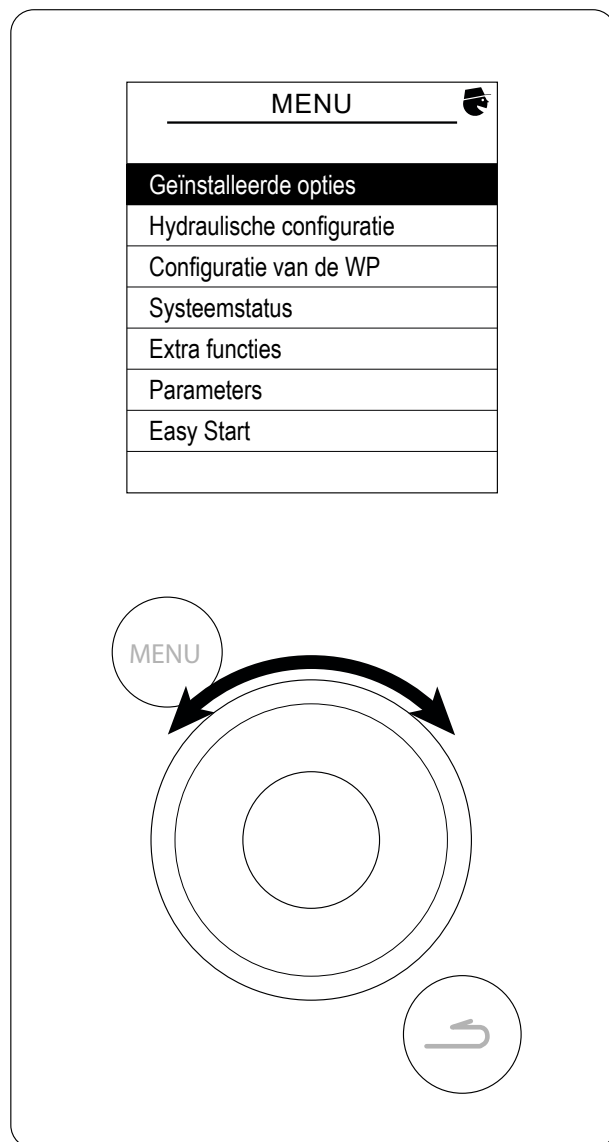 MENU
Geïnstalleerde opties
Hydraulische configuratie
Configuratie van de WP
Systeemstatus
Extra functies
Parameters
Easy Start
MENU